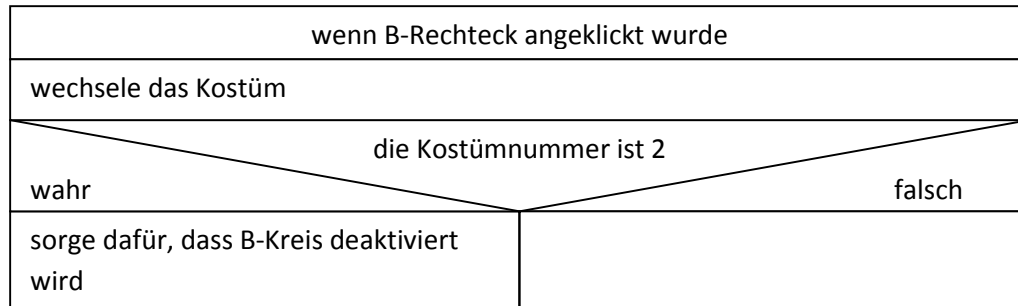 wenn B-Rechteck angeklickt wurde
wechsele das Kostüm
die Kostümnummer ist 2
wahr
falsch
sorge dafür, dass B-Kreis deaktiviert
wird